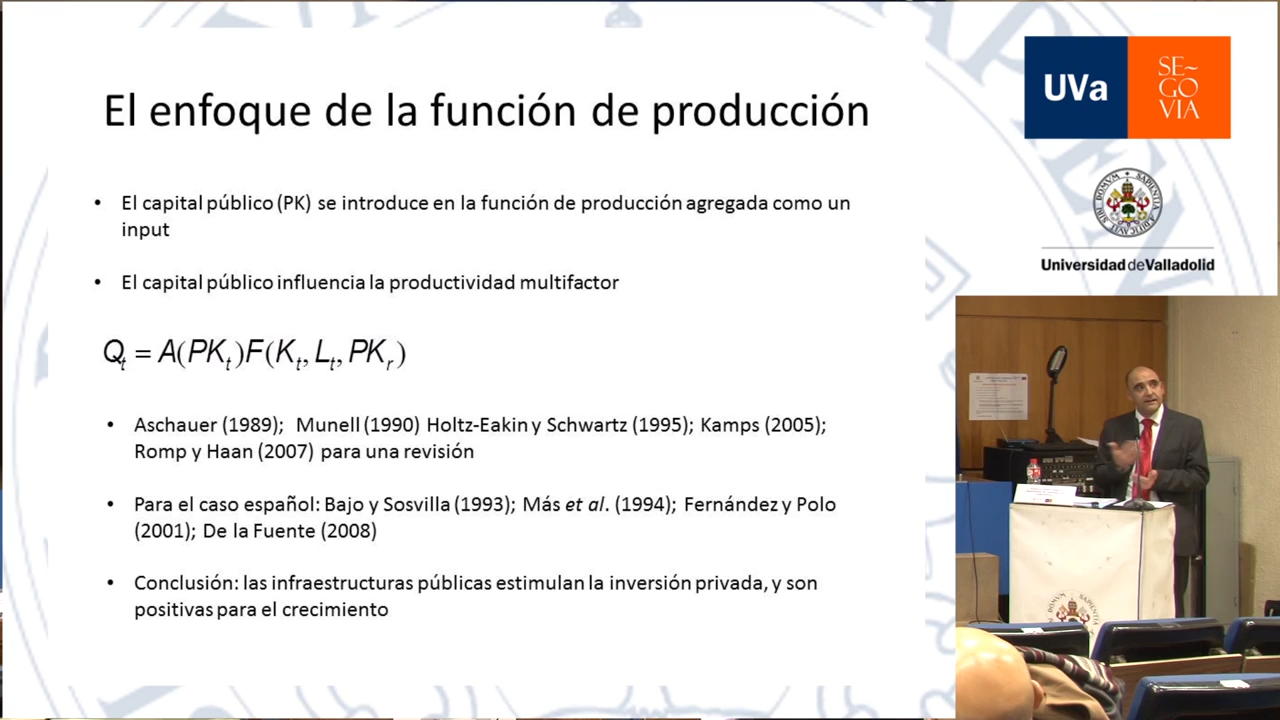 El enfoque de la función de producción
• El capital público (PK) se introduce en la función de producción agregada como un
input
• El capital público influencia la productividad multifactor
Qt = A(PKt)F(Kt, Lt, PKr)
• Aschauer (1989); Munell (1990) Holtz-Eakin y Schwartz (1995); Kamps (2005);
Romp y Haan (2007) para una revisión
• Para el caso español: Bajo y Sosvilla (1993); Más et al. (1994); Fernández y Polo
(2001); De la Fuente (2008)
• Conclusión: las infraestructuras públicas estimulan la inversión privada, y son
positivas para el crecimiento
UVa
SE~
GO
VIA
Universidad de Valladolid